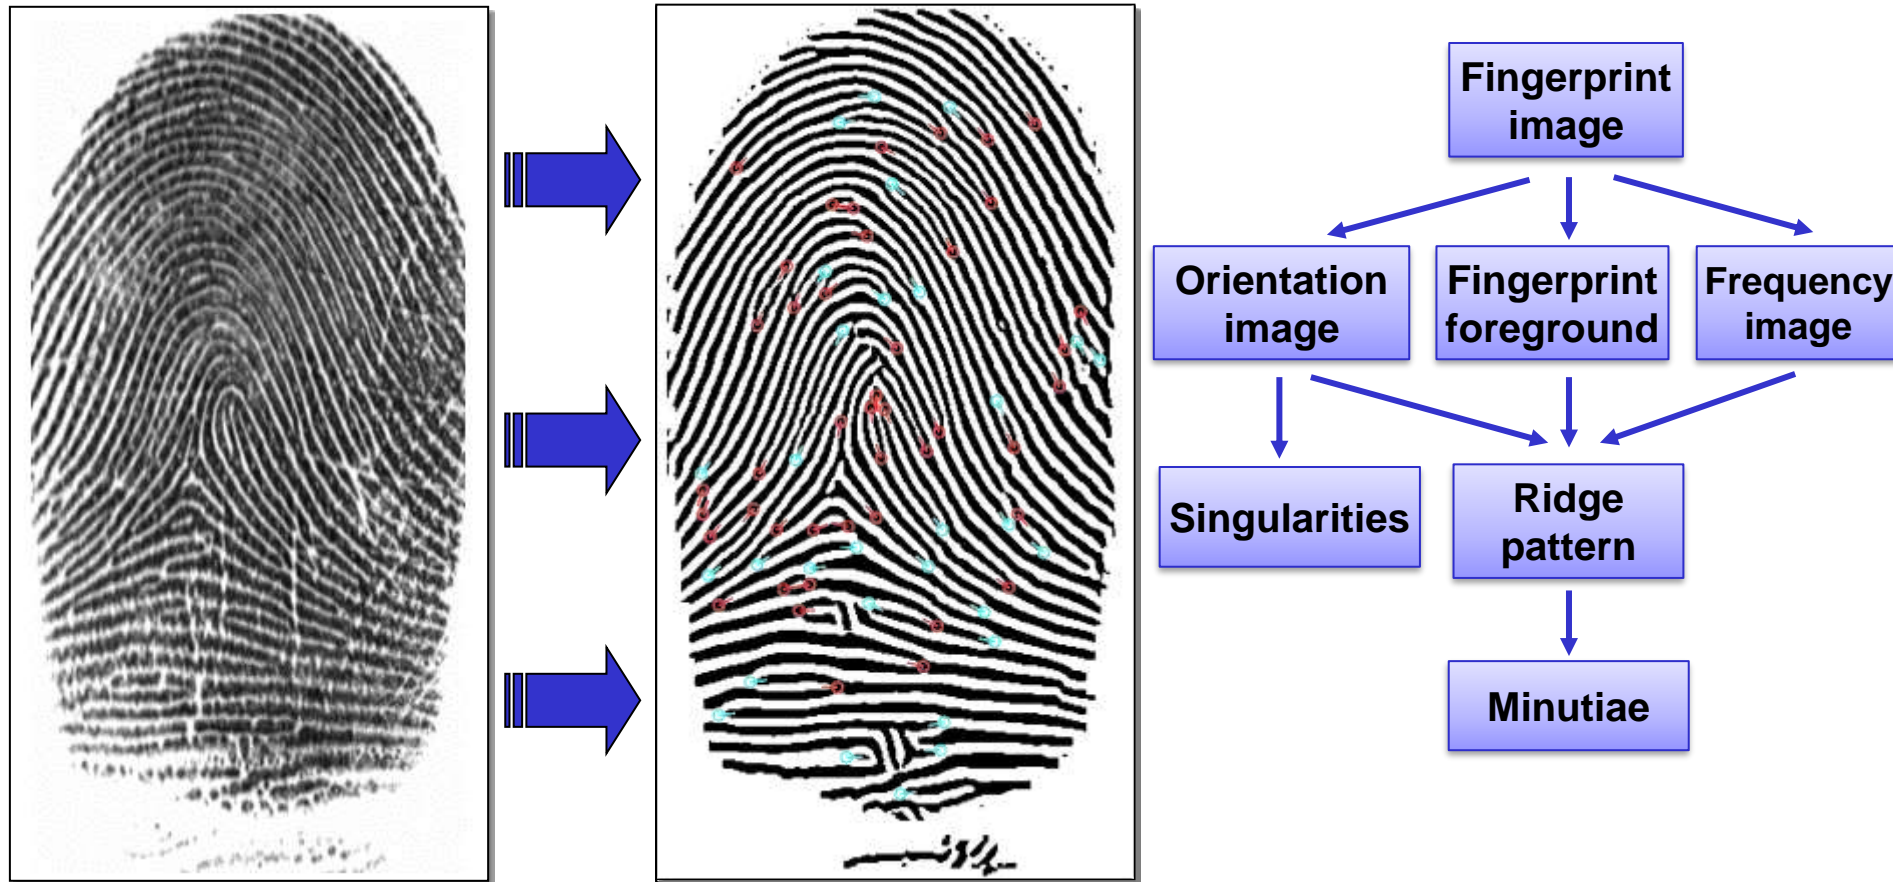 Fingerprint
image
Orientation
image
Fingerprint
foreground
Frequency
image
Singularities
Ridge
pattern
Minutiae